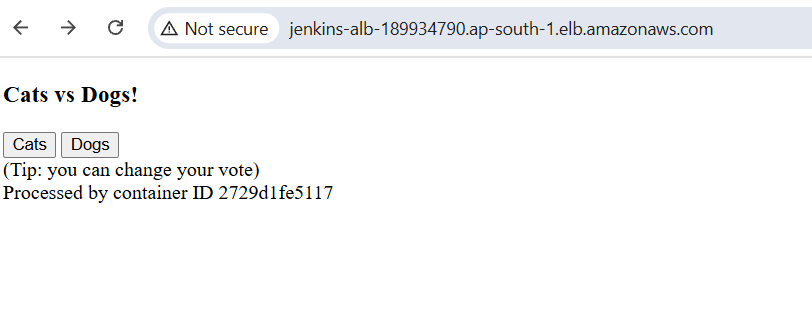 Not secure jenkins-alb-189934790.ap-south-1.elb.amazonaws.com
Cats vs Dogs!
Cats Dogs
(Tip: you can change your vote)
Processed by container ID 2729d1fe5117